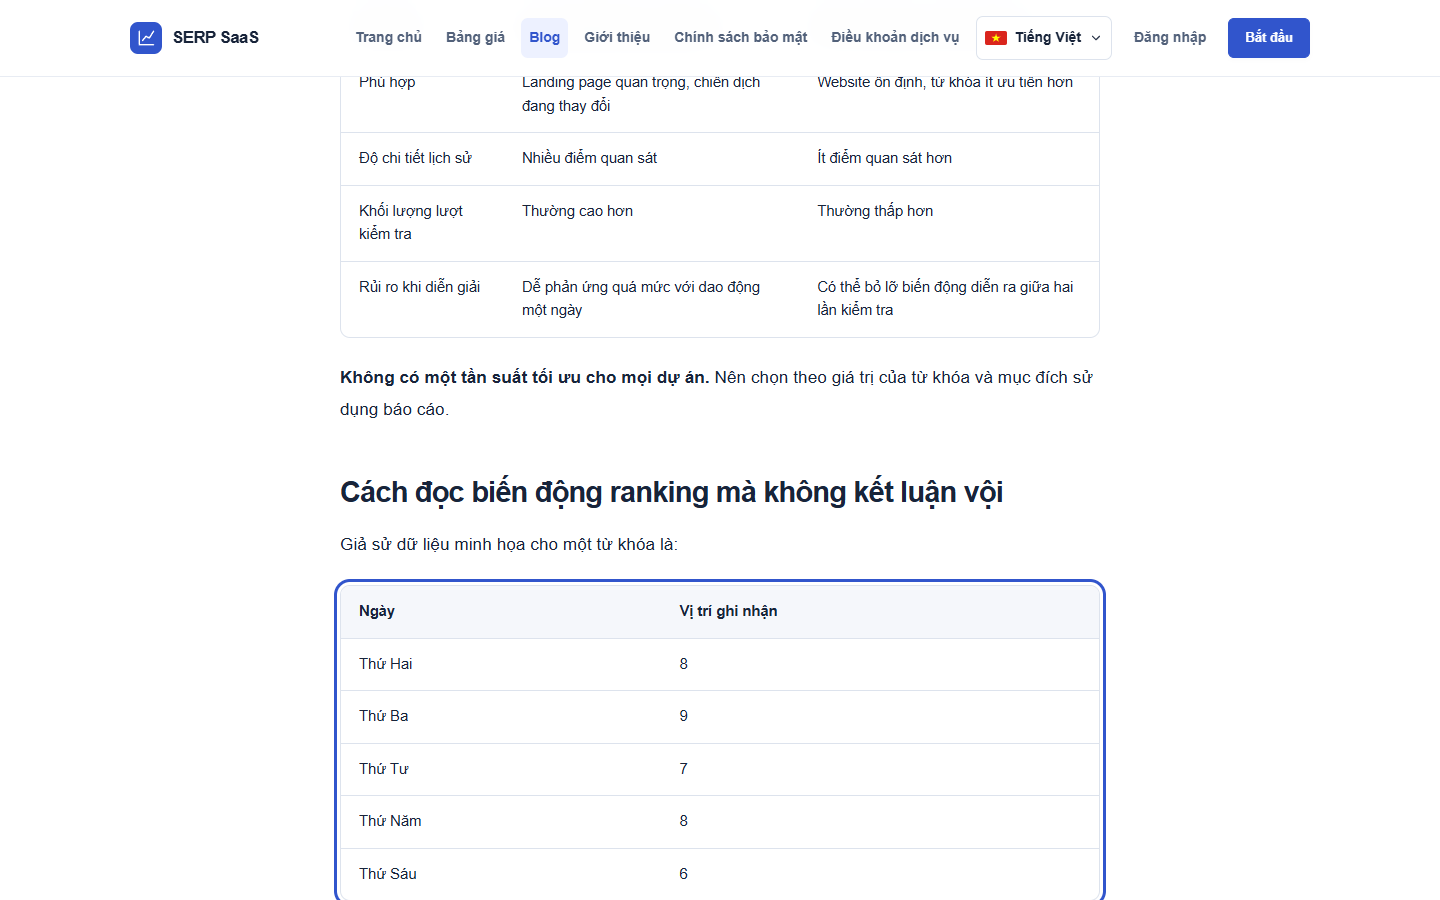 SERP SaaS
Trang chủ
Bảng giá
Blog
Giới thiệu
Chính sách bảo mật
Điều khoản dịch vụ
Tiếng Việt
Đăng nhập
Bắt đầu
Phù hợp
Landing page quan trọng, chiến dịch
đang thay đổi
Website ổn định, từ khóa ít ưu tiên hơn
Độ chi tiết lịch sử
Nhiều điểm quan sát
Ít điểm quan sát hơn
Khối lượng lượt
kiểm tra
Thường cao hơn
Thường thấp hơn
Rủi ro khi diễn giải
Dễ phản ứng quá mức với dao động
một ngày
Có thể bỏ lỡ biến động diễn ra giữa hai
lần kiểm tra
Không có một tần suất tối ưu cho mọi dự án. Nên chọn theo giá trị của từ khóa và mục đích sử
dụng báo cáo.
Cách đọc biến động ranking mà không kết luận vội
Giả sử dữ liệu minh họa cho một từ khóa là:
Ngày
Vị trí ghi nhận
Thứ Hai
8
Thứ Ba
9
Thứ Tư
7
Thứ Năm
8
Thứ Sáu
6